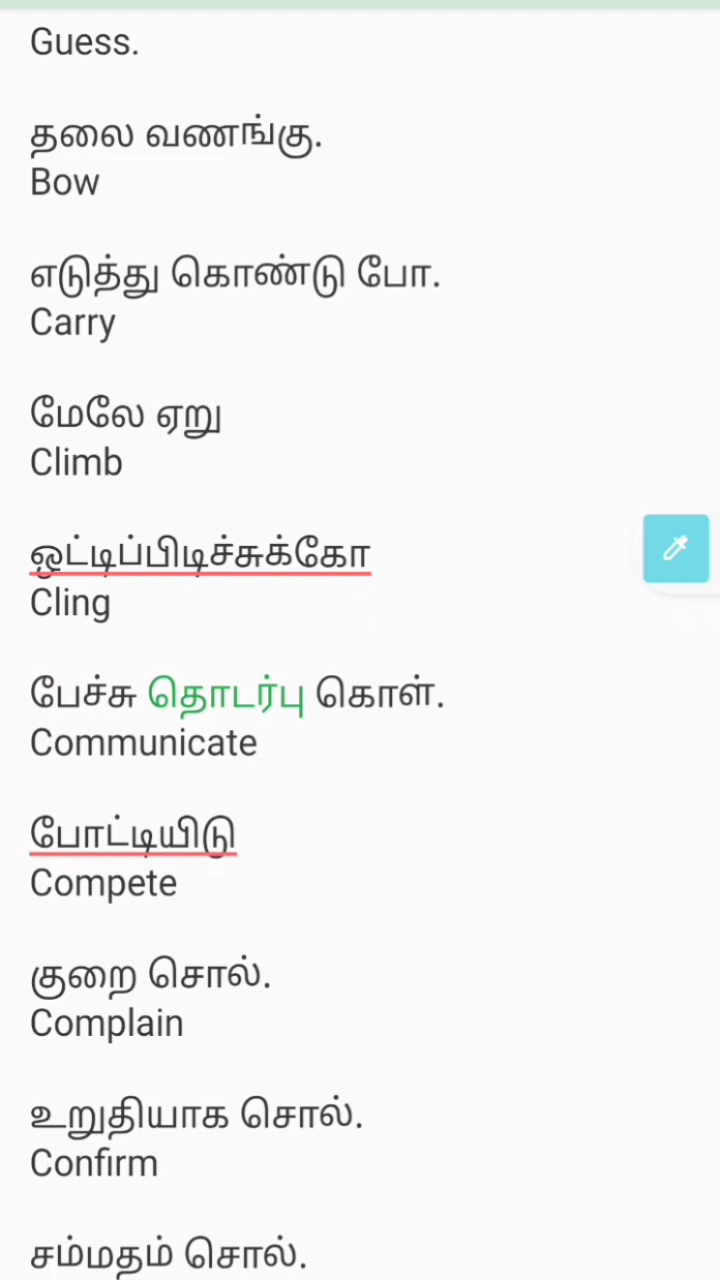 Guess.
தலை வணங்கு.
Bow
எடுத்து கொண்டு போ.
Carry
மேலே ஏறு
Climb
ஒட்டிப்பிடிச்சுக்கோ
Cling
பேச்சு தொடர்பு கொள்.
Communicate
போட்டியிடு
Compete
குறை சொல்.
Complain
உறுதியாக சொல்.
Confirm
சம்மதம் சொல்.